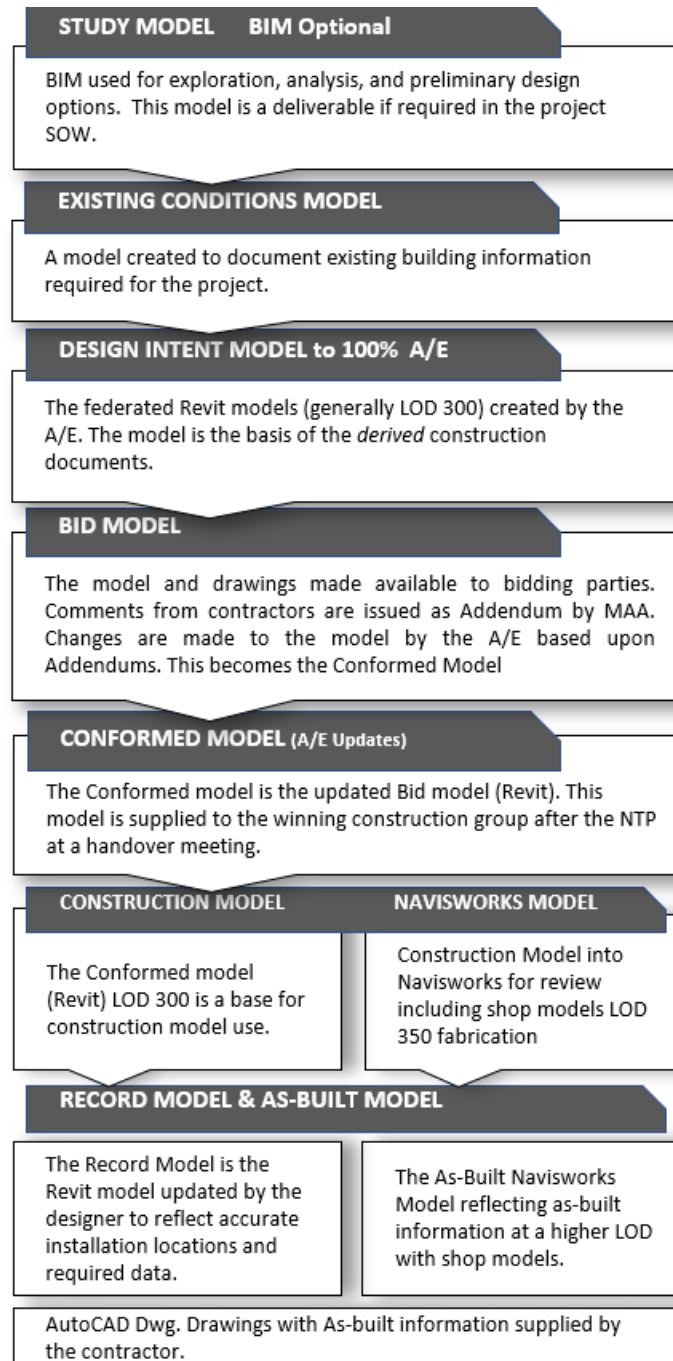 STUDY MODEL BIM Optional
BIM used for exploration, analysis, and preliminary design
options. This model is a deliverable if required in the project
SOW.
EXISTING CONDITIONS MODEL
A model created to document existing building information
required for the project.
DESIGN INTENT MODEL to 100% A/E
The federated Revit models (generally LOD 300) created by the
A/E. The model is the basis of the derived construction
documents.
BID MODEL
The model and drawings made available to bidding parties.
Comments from contractors are issued as Addendum by MAA.
Changes are made to the model by the A/E based upon
Addendums. This becomes the Conformed Model
CONFORMED MODEL (A/E Updates)
The Conformed model is the updated Bid model (Revit). This
model is supplied to the winning construction group after the NTP
at a handover meeting.
CONSTRUCTION MODEL
The Conformed model
(Revit) LOD 300 is a base for
construction model use.
NAVISWORKS MODEL
Construction Model into
Navisworks for review
including shop models LOD
350 fabrication
RECORD MODEL & AS-BUILT MODEL
The Record Model is the
Revit model updated by the
designer to reflect accurate
installation locations and
required data.
The As-Built Navisworks
Model reflecting as-built
information at a higher LOD
with shop models.
AutoCAD Dwg. Drawings with As-built information supplied by
the contractor.